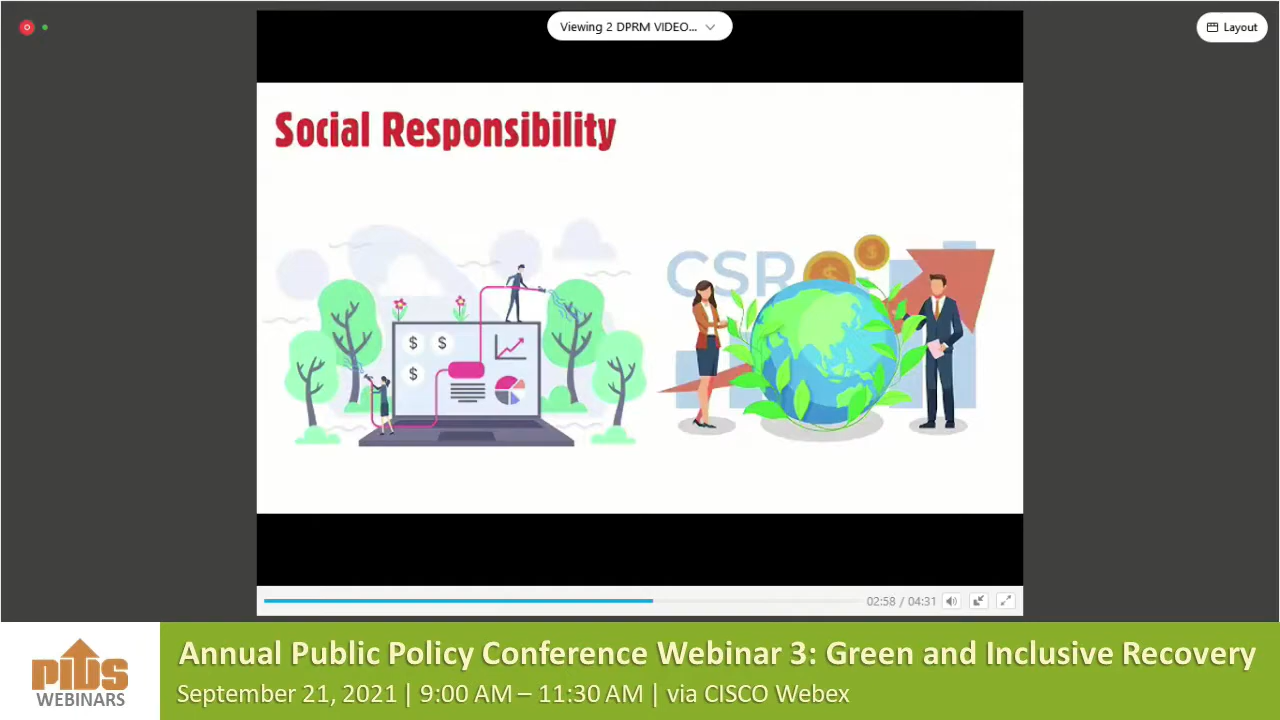 Viewing 2 DPRM VIDEO...
Layout
Social Responsibility
CSR
$
$
$ $
$
02:58 / 04:31
PIDS
WEBINARS
Annual Public Policy Conference Webinar 3: Green and Inclusive Recovery
September 21, 2021 | 9:00 AM – 11:30 AM | via CISCO Webex